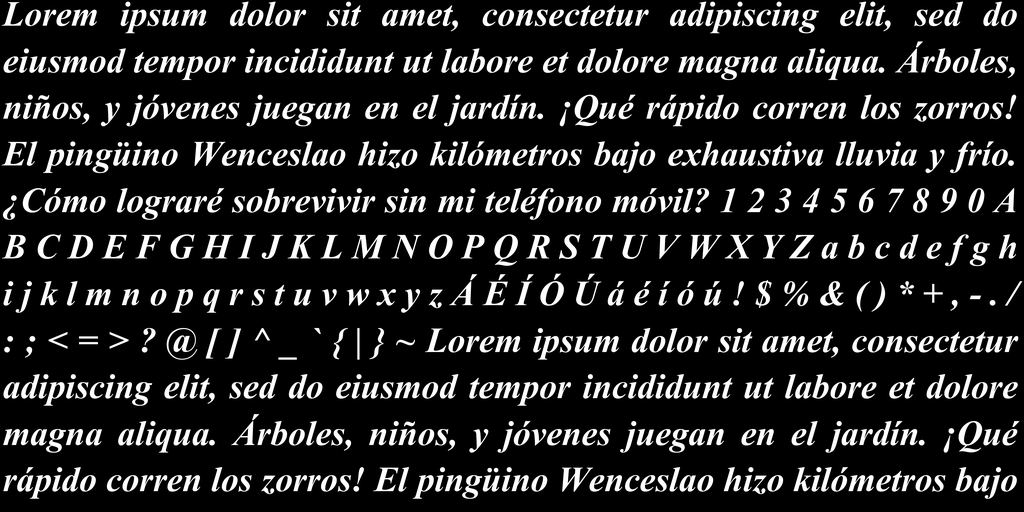 Lorem ipsum dolor sit amet, consectetur adipiscing elit, sed do
eiusmod tempor incididunt ut labore et dolore magna aliqua. Árboles,
niños, y jóvenes juegan en el jardín. ¡Qué rápido corren los zorros!
El pingüino Wenceslao hizo kilómetros bajo exhaustiva lluvia y frío.
¿Cómo lograré sobrevivir sin mi teléfono móvil? 1 2 3 4 5 6 7 8 9 0 A
B C D E F G H I J K L M N O P Q R S T U V W X Y Z a b c d e f g h
i j k l m n o p q r s t u v w x y z Á É Í Ó Ú á é í ó ú ! $ % & ( ) * + , - . /
: ; < = > ? @ [ ] ^ _ ` { | } ~ Lorem ipsum dolor sit amet, consectetur
adipiscing elit, sed do eiusmod tempor incididunt ut labore et dolore
magna aliqua. Árboles, niños, y jóvenes juegan en el jardín. ¡Qué
rápido corren los zorros! El pingüino Wenceslao hizo kilómetros bajo